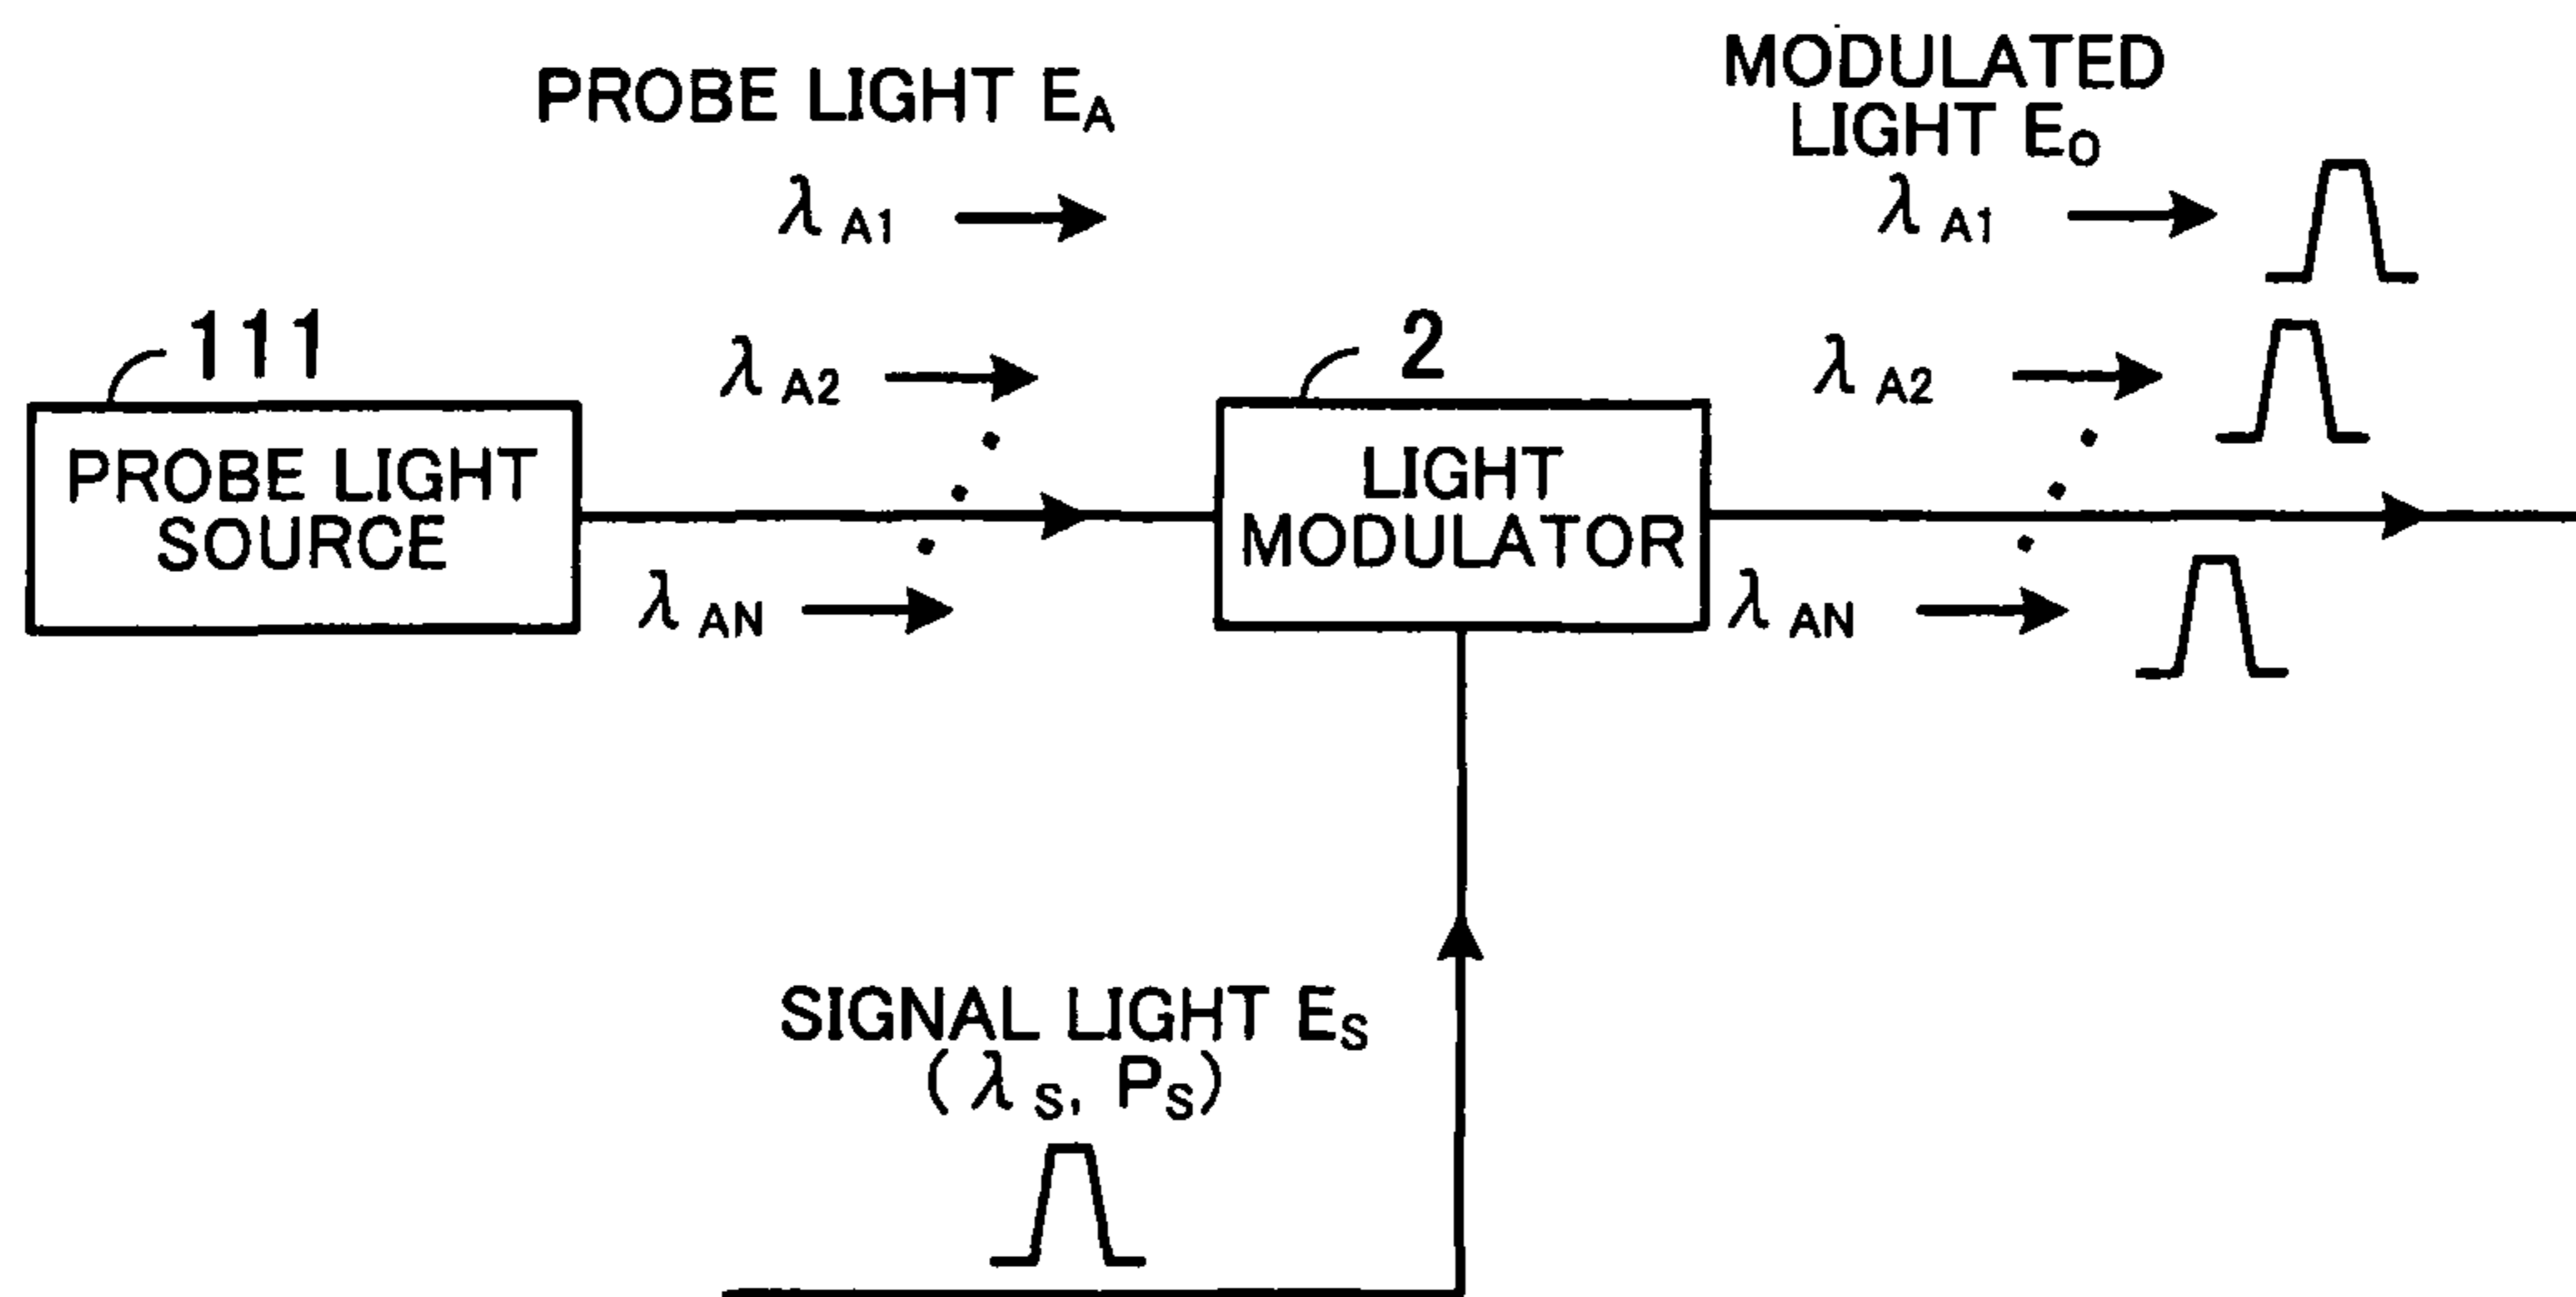 PROBE LIGHT EA
λA1
λA2
λAN
111
PROBE LIGHT
SOURCE
2
LIGHT
MODULATOR
MODULATED
LIGHT EO
λA1
λA2
λAN
SIGNAL LIGHT ES
(λS, PS)